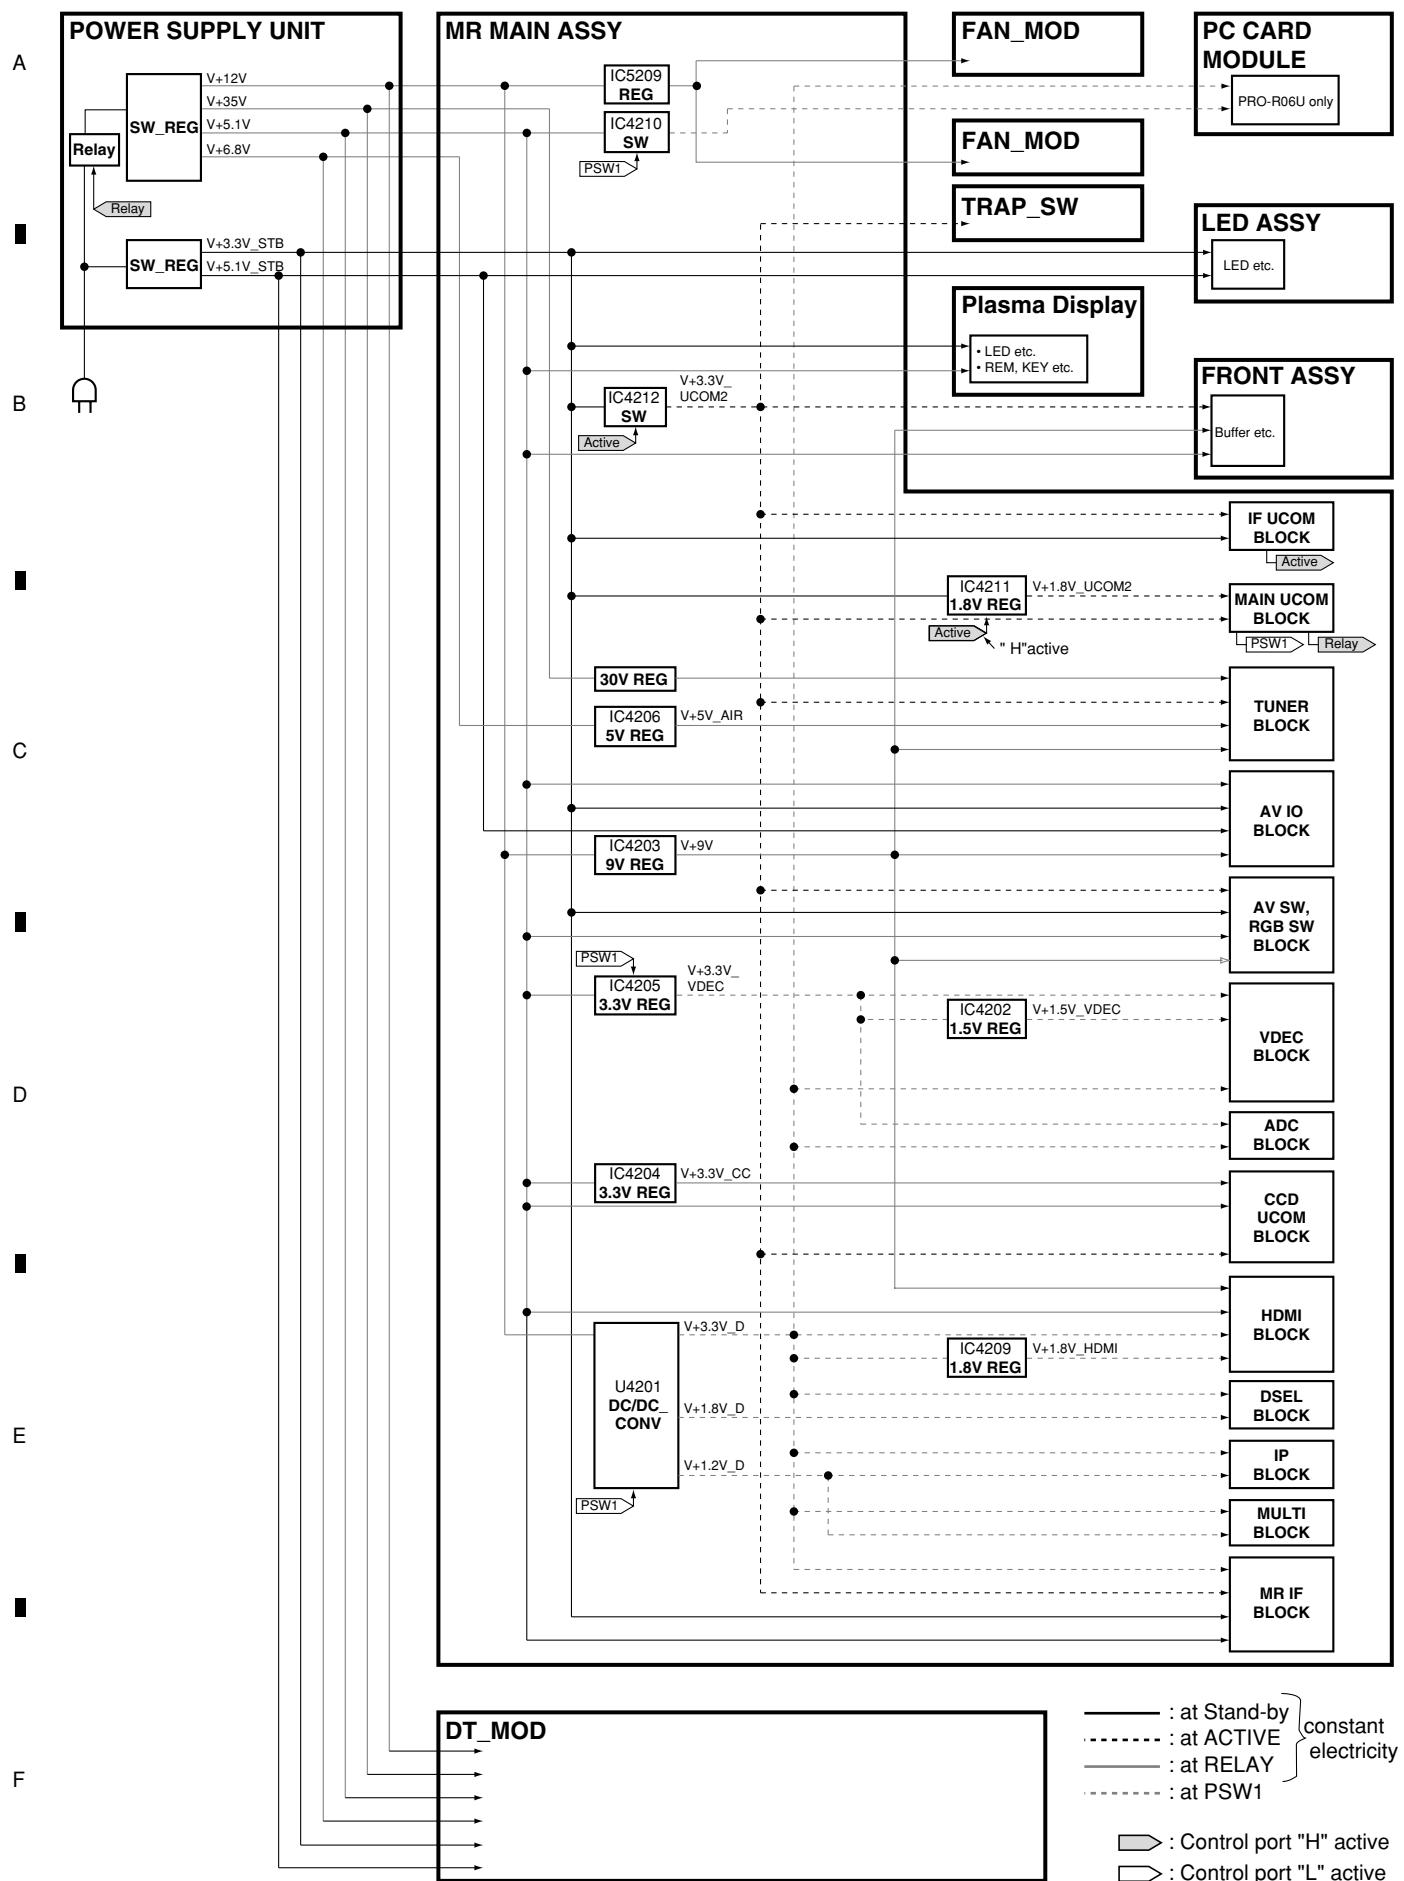 POWER SUPPLY UNIT
MR MAIN ASSY
FAN_MOD
PC CARD
MODULE
A
V+12V
V+35V
V+5.1V
V+6.8V
SW_REG
Relay
Relay
IC5209
REG
IC4210
SW
PSW1
PRO-R06U only
FAN_MOD
TRAP_SW
LED ASSY
LED etc.
V+3.3V_STB
SW_REG
V+5.1V_STB
Plasma Display
• LED etc.
• REM, KEY etc.
FRONT ASSY
Buffer etc.
B
IC4212
SW
V+3.3V_
UCOM2
Active
IF UCOM
BLOCK
Active
IC4211
1.8V REG
V+1.8V_UCOM2
Active
" H"active
MAIN UCOM
BLOCK
PSW1
Relay
30V REG
IC4206
5V REG
V+5V_AIR
TUNER
BLOCK
C
AV IO
BLOCK
IC4203
9V REG
V+9V
AV SW,
RGB SW
BLOCK
PSW1
IC4205
3.3V REG
V+3.3V_
VDEC
IC4202
1.5V REG
V+1.5V_VDEC
VDEC
BLOCK
D
ADC
BLOCK
IC4204
3.3V REG
V+3.3V_CC
CCD
UCOM
BLOCK
HDMI
BLOCK
V+3.3V_D
IC4209
1.8V REG
V+1.8V_HDMI
U4201
DC/DC_
CONV
V+1.8V_D
V+1.2V_D
PSW1
DSEL
BLOCK
E
IP
BLOCK
MULTI
BLOCK
MR IF
BLOCK
DT_MOD
F
: at Stand-by
: at ACTIVE
: at RELAY
constant
electricity
: at PSW1
: Control port "H" active
: Control port "L" active